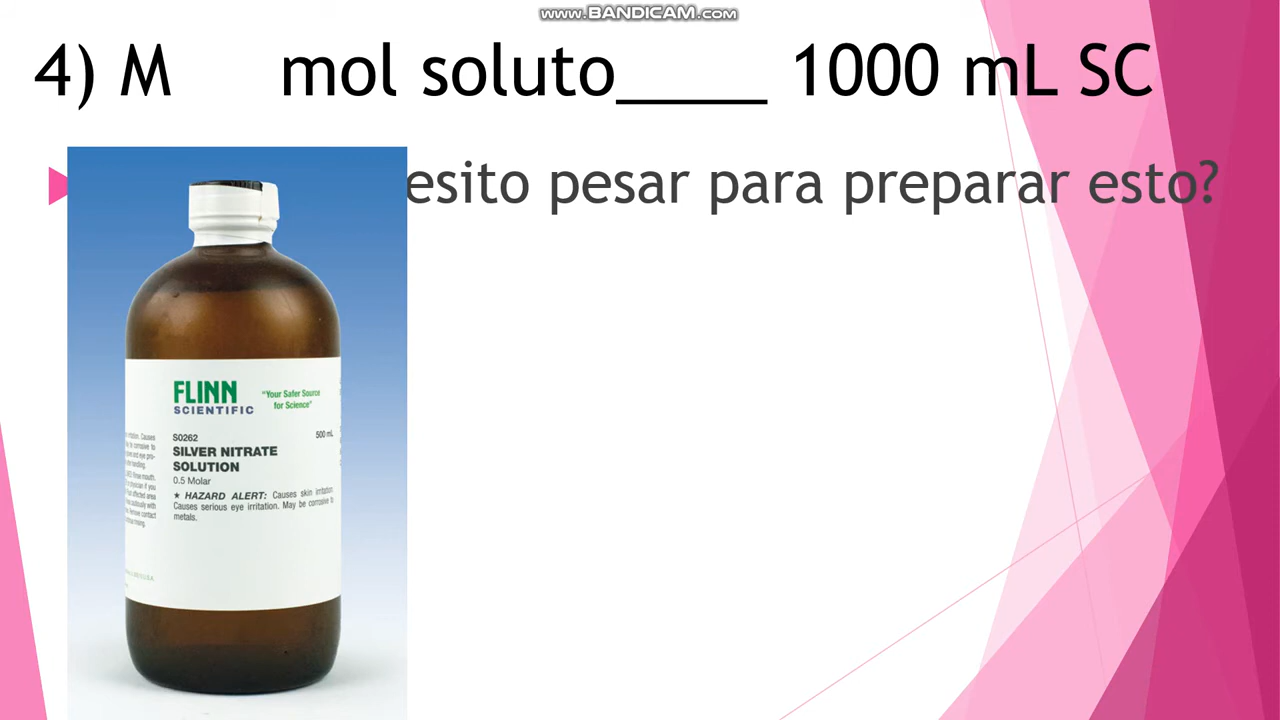 www.BANDICAM.com
4) M mol soluto____ 1000 mL SC
esito pesar para preparar esto?
FLINN
SCIENTIFIC
"Your Safer Source
for Science"
S0262
500 mL
SILVER NITRATE
SOLUTION
0.5 Molar
★ HAZARD ALERT: Causes skin irritation.
Causes serious eye irritation. May be corrosive to
metals.